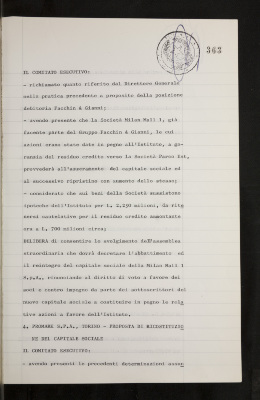 363
IL COMITATO ESECUTIVO:
- richiamato quanto riferito dal Direttore Generale
nella pratica precedente a proposito della posizione
debitoria Facchin & Gianni;
- avendo presente che la Società Milan Mall 1, già
facente parte del Gruppo Facchin & Gianni, le cui
azioni erano state date in pegno all'Istituto, a ga-
ranzia del residuo credito verso la Società Parco Est,
provvederà all'azzeramento del capitale sociale ed
al successivo ripristino con aumento dello stesso;
- considerato che sui beni della Società sussistono
ipoteche dell'Istituto per L. 2.250 milioni, da rite
nersi cautelative per il residuo credito ammontante
ora a L. 700 milioni circa;
DELIBERA di consentire lo svolgimento dell'assemblea
straordinaria che dovrà decretare l'abbattimento ed
il reintegro del capitale sociale della Milan Mall 1
S.p.A., rinunciando al diritto di voto a favore dei
soci e contro impegno da parte dei sottoscrittori del
nuovo capitale sociale a costituire in pegno le rela
tive azioni a favore dell'Istituto.
4. S.P.A., TORINO - PROPOSTA DI RICOSTITUZIO
NE DEL CAPITALE SOCIALE
IL COMITATO ESECUTIVO:
- avendo presenti le precedenti determinazioni assun